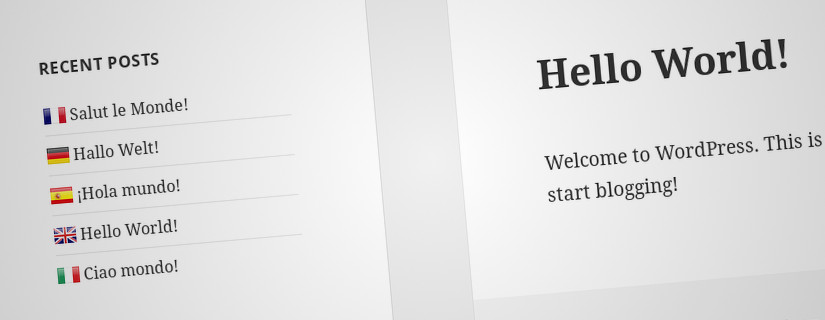 RECENT POSTS
Salut le Monde!
Hallo Welt!
¡Hola mundo!
Hello World!
Ciao mondo!
Hello World!
Welcome to WordPress. This is
start blogging!